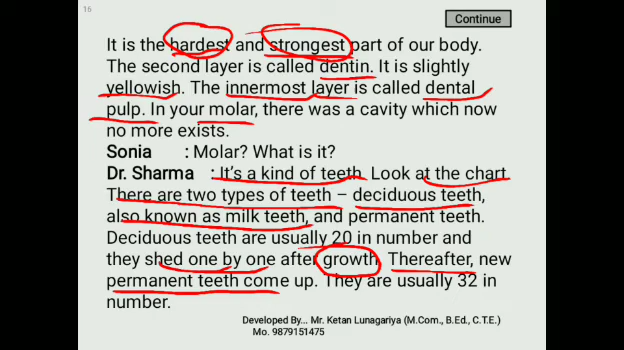 16
Continue
It is the hardest and strongest part of our body.
The second layer is called dentin. It is slightly
yellowish. The innermost layer is called dental
pulp. In your molar, there was a cavity which now
no more exists.
Sonia : Molar? What is it?
Dr. Sharma : It's a kind of teeth. Look at the chart.
There are two types of teeth – deciduous teeth,
also known as milk teeth, and permanent teeth.
Deciduous teeth are usually 20 in number and
they shed one by one after growth. Thereafter, new
permanent teeth come up. They are usually 32 in
number.
Developed By... Mr. Ketan Lunagariya (M.Com., B.Ed., C.T.E.)
Mo. 9879151475